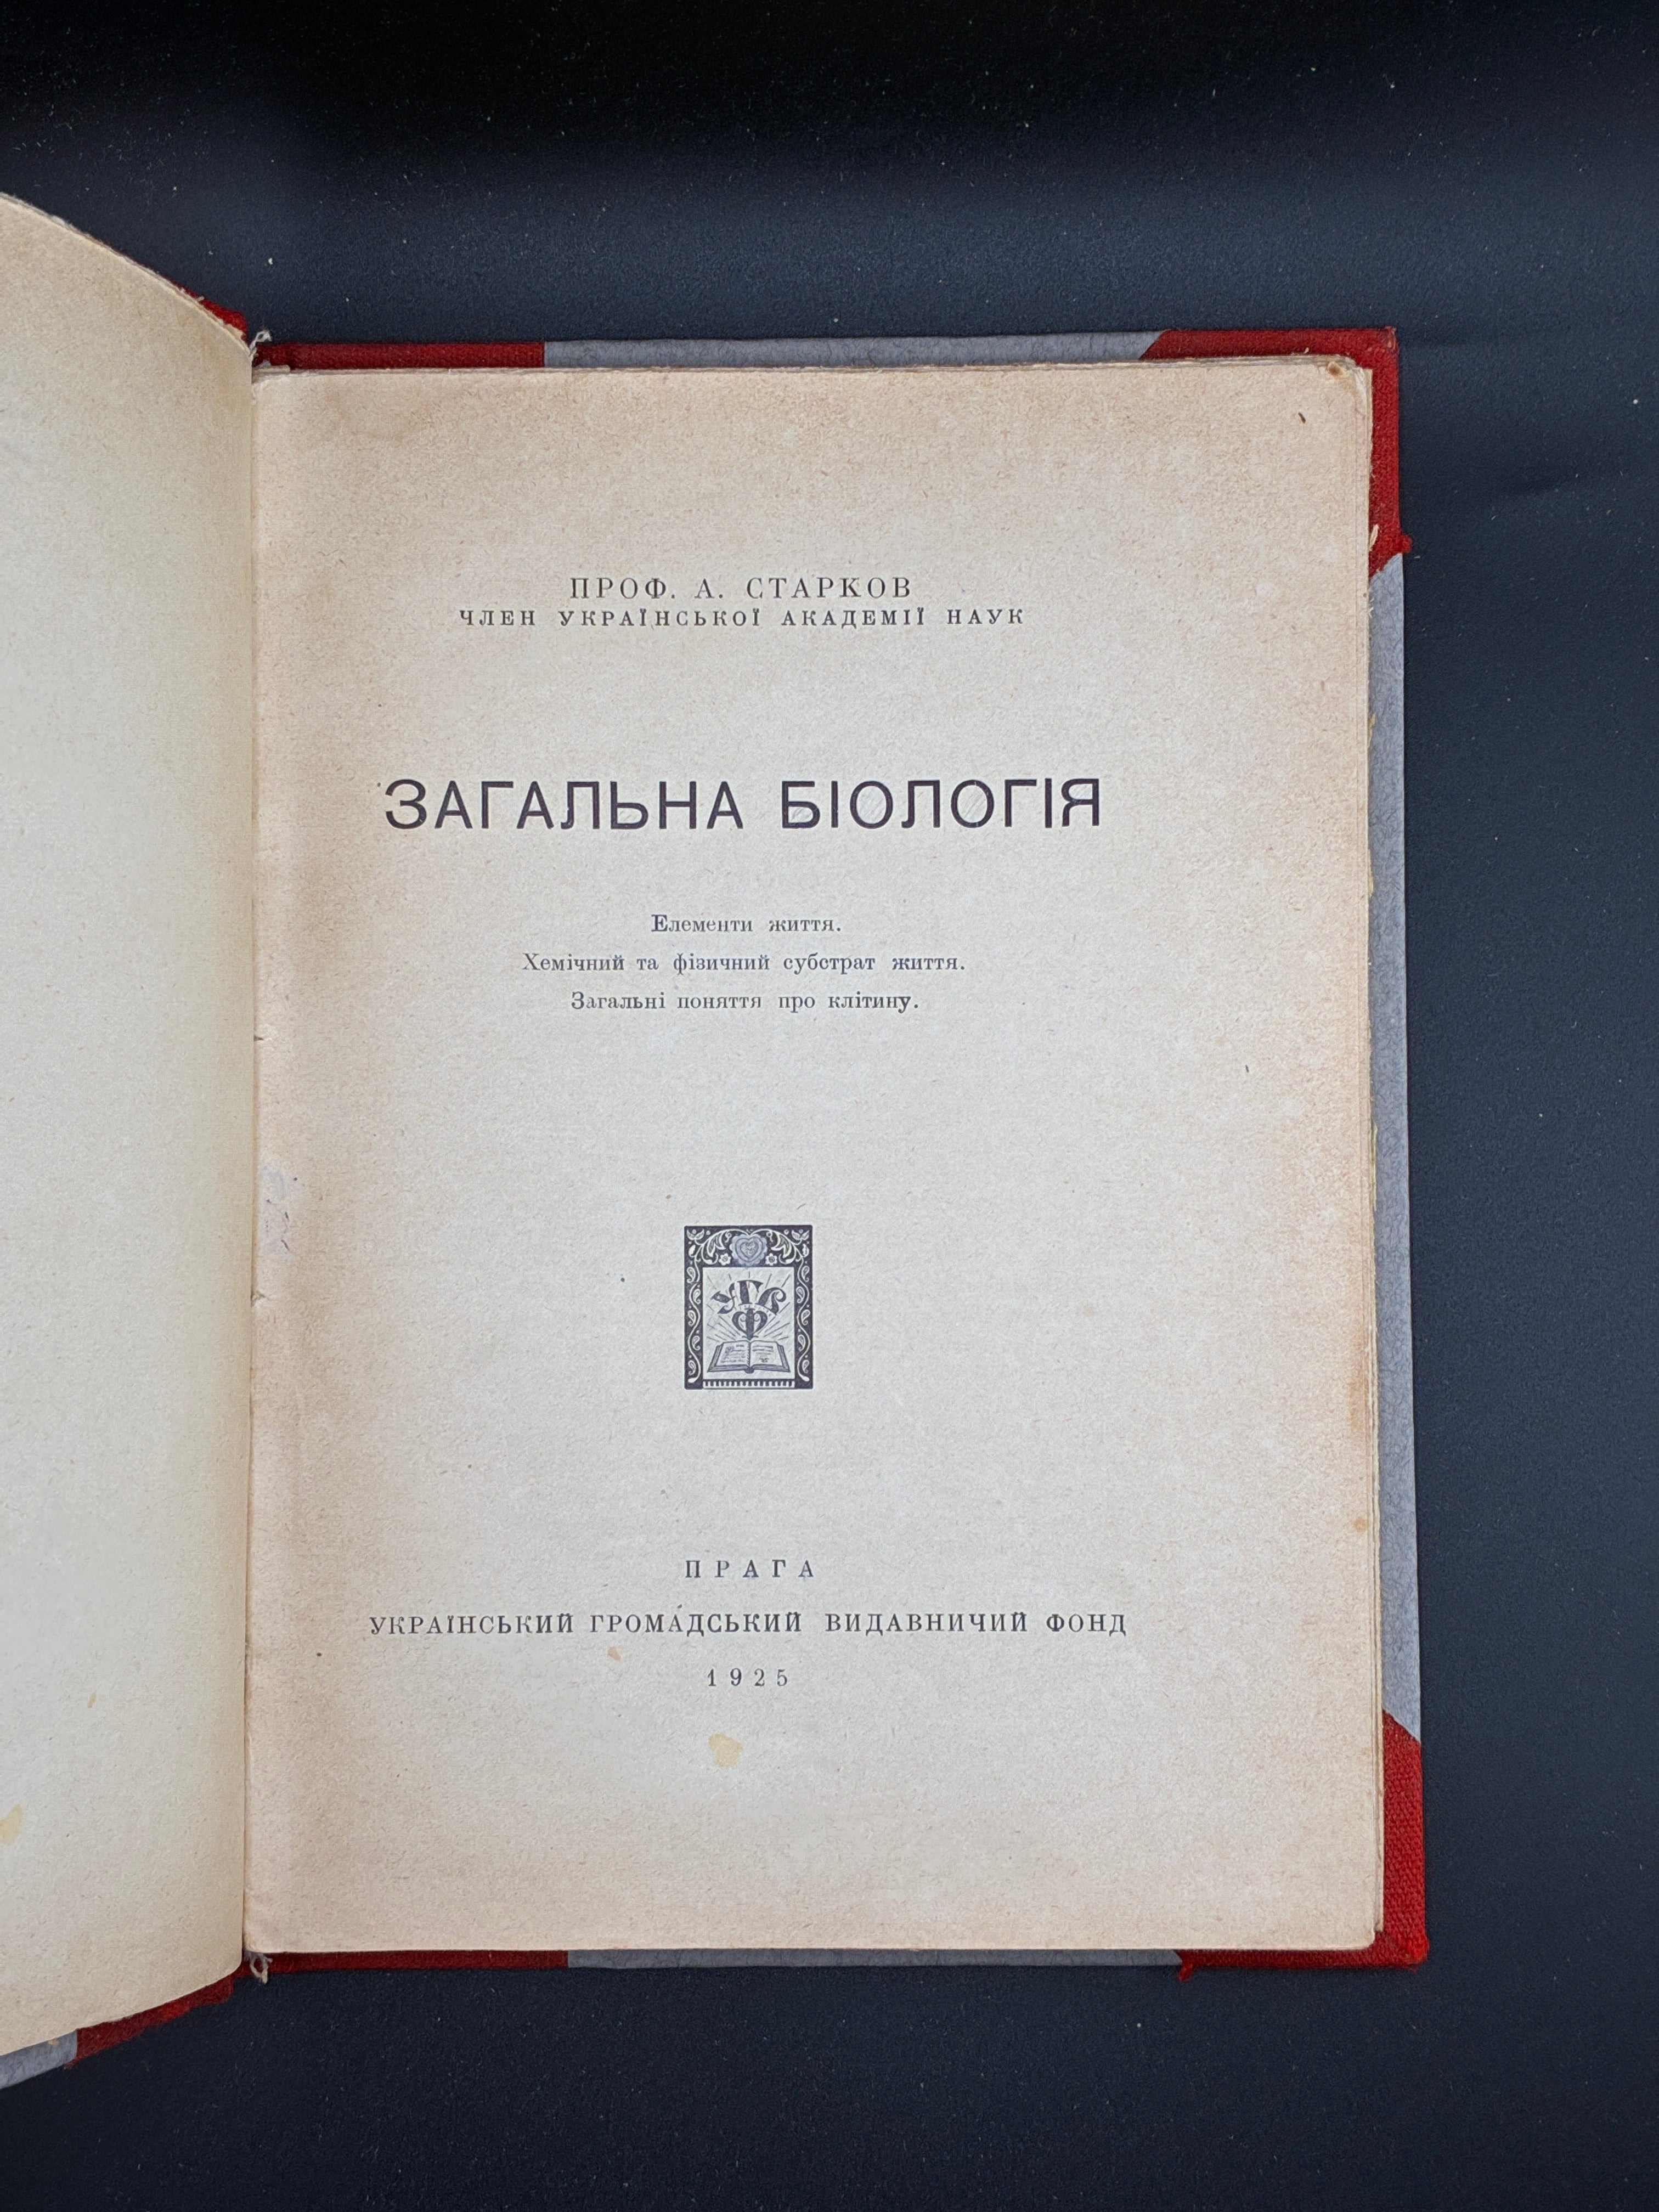 ПРОФ. А. СТАРКОВ
ЧЛЕН УКРАЇНСЬКОЇ АКАДЕМІЇ НАУК
ЗАГАЛЬНА БІОЛОГІЯ
Елементи життя.
Хемічний та фізичний субстрат життя.
Загальні поняття про клітину.
УГВ
Ф
ПРАГА
УКРАЇНСЬКИЙ ГРОМАДСЬКИЙ ВИДАВНИЧИЙ ФОНД
1925